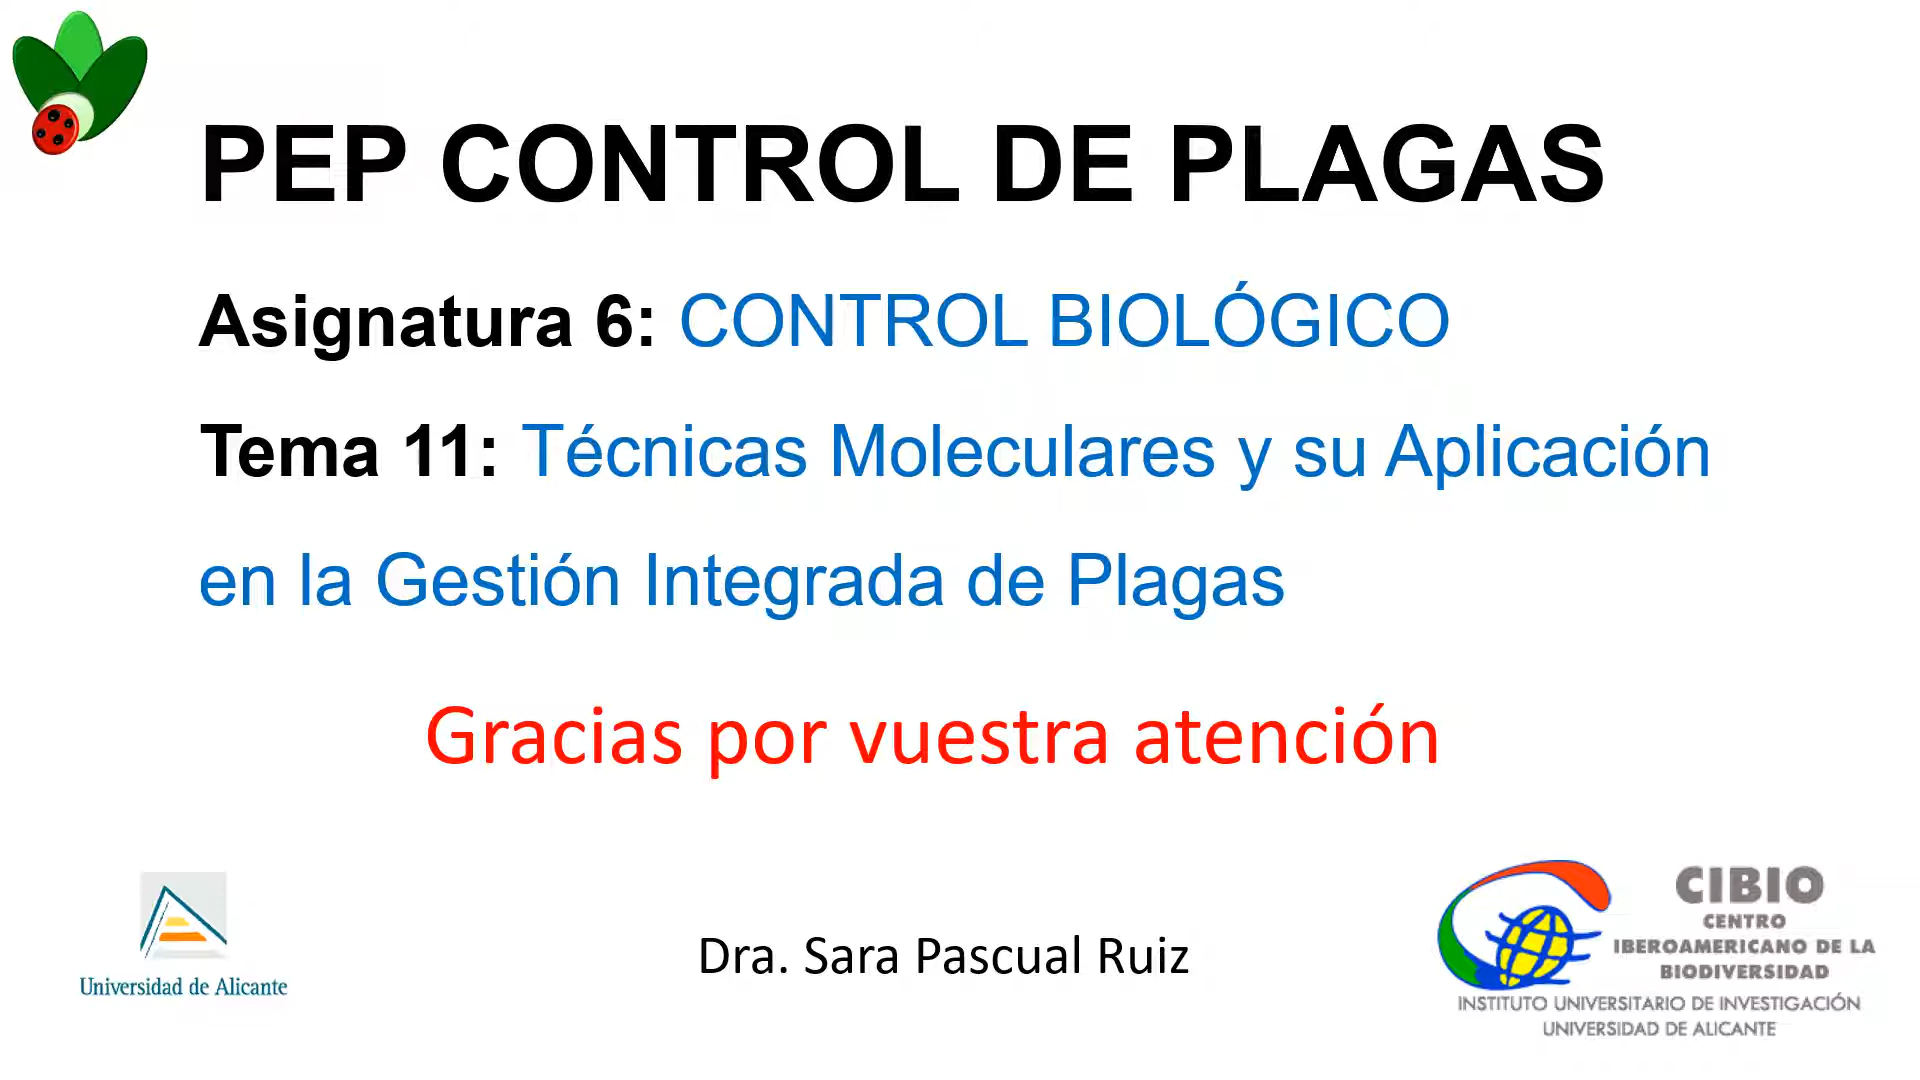 PEP CONTROL DE PLAGAS
Asignatura 6: CONTROL BIOLÓGICO
Tema 11: Técnicas Moleculares y su Aplicación
en la Gestión Integrada de Plagas
Gracias por vuestra atención
Universidad de Alicante
Dra. Sara Pascual Ruiz
CIBIO
CENTRO
IBEROAMERICANO DE LA
BIODIVERSIDAD
INSTITUTO UNIVERSITARIO DE INVESTIGACIÓN
UNIVERSIDAD DE ALICANTE